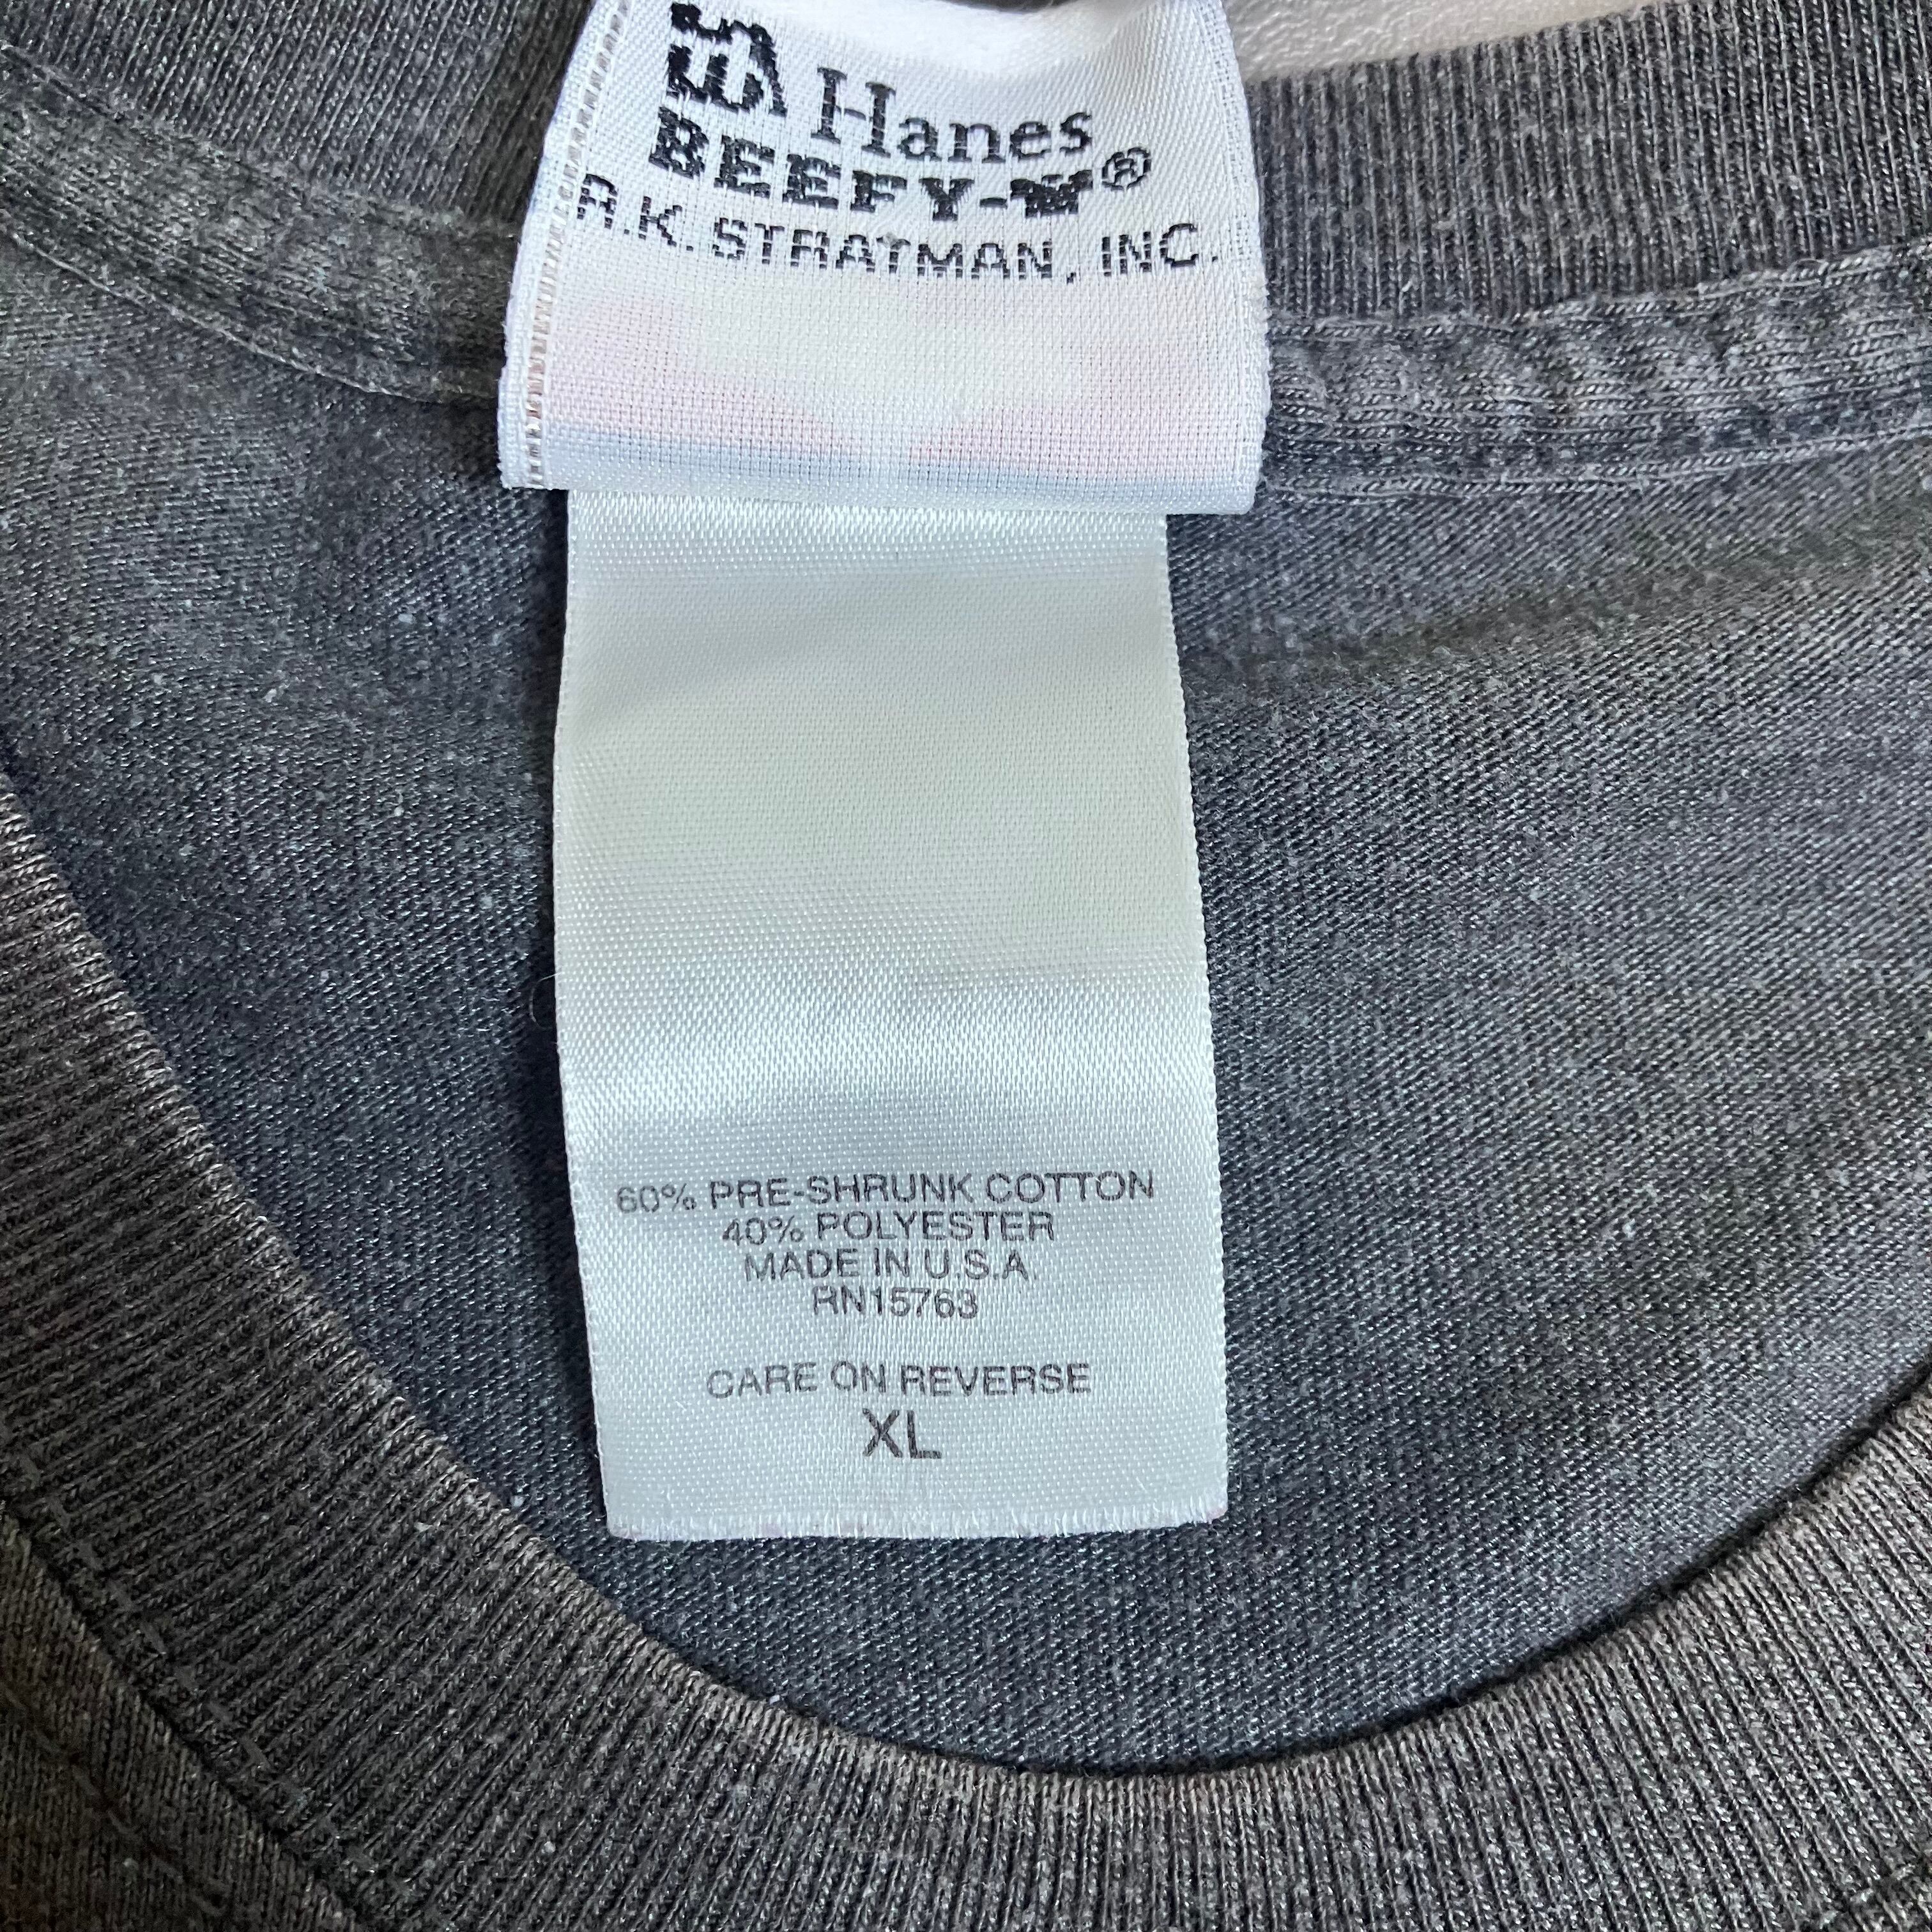 Hanes
BEEFY-T®
R.K. STRATMAN, INC.
60% PRE-SHRUNK COTTON
40% POLYESTER
MADE IN U.S.A.
RN15763
CARE ON REVERSE
XL